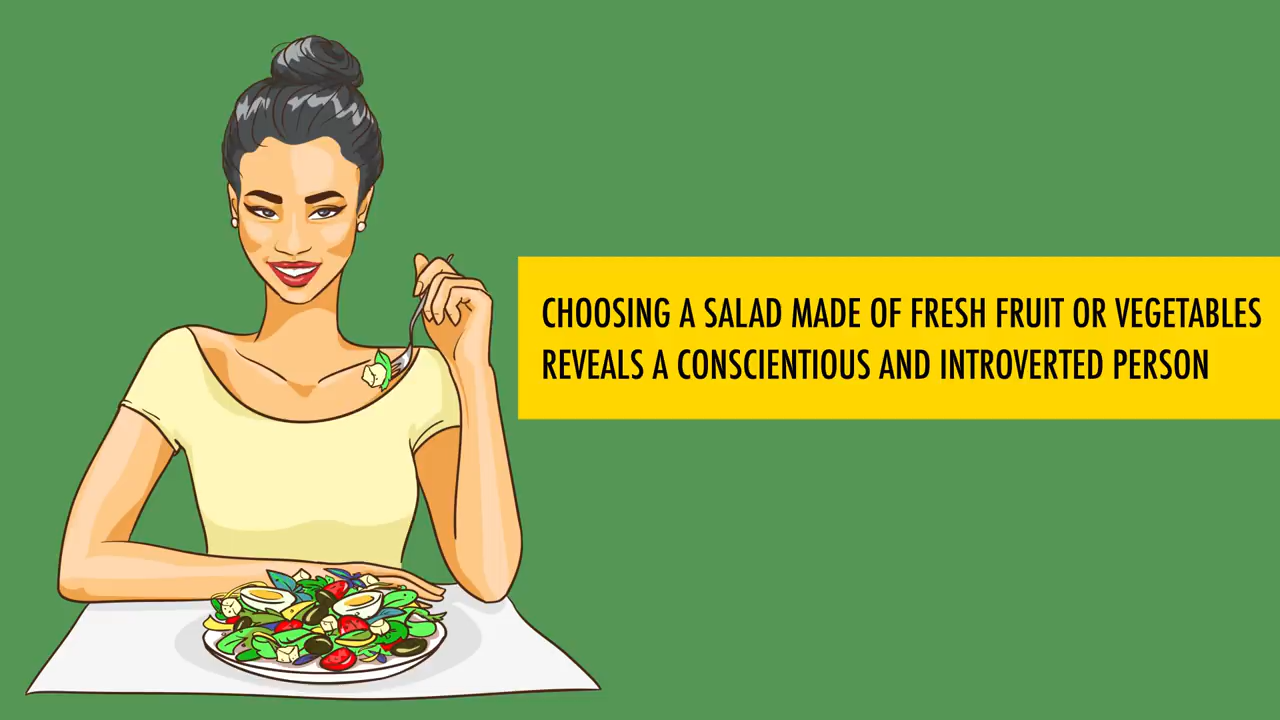 CHOOSING A SALAD MADE OF FRESH FRUIT OR VEGETABLES
REVEALS A CONSCIENTIOUS AND INTROVERTED PERSON